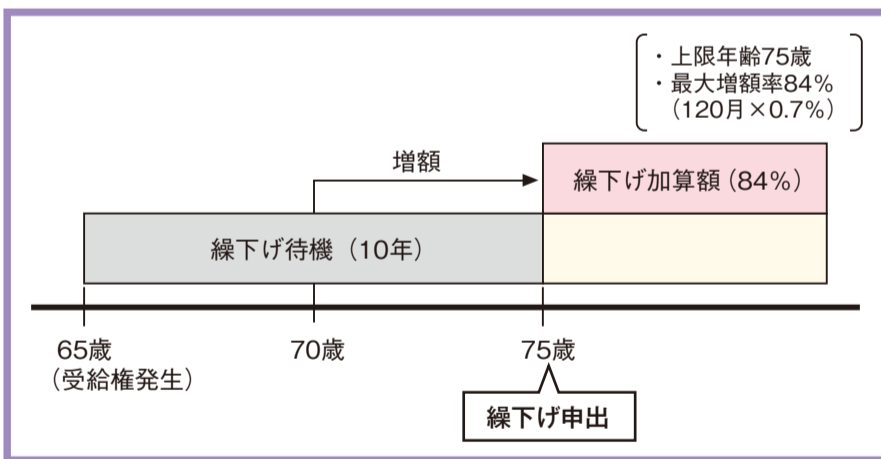 ・上限年齢75歳
・最大増額率84%
（120月×0.7%）
増額
繰下げ加算額（84%）
繰下げ待機（10年）
65歳
（受給権発生）
70歳
75歳
繰下げ申出